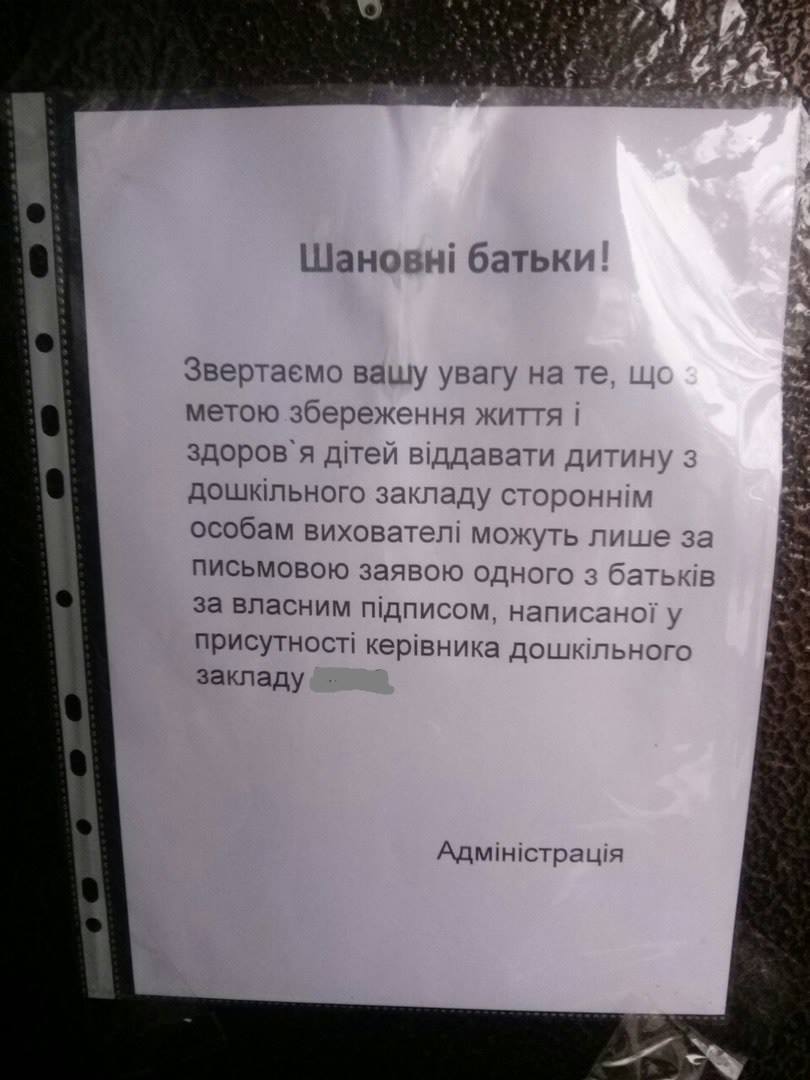 Шановні батьки!
Звертаємо вашу увагу на те, що з
метою збереження життя і
здоров`я дітей віддавати дитину з
дошкільного закладу стороннім
особам вихователі можуть лише за
письмовою заявою одного з батьків
за власним підписом, написаної у
присутності керівника дошкільного
закладу
Адміністрація